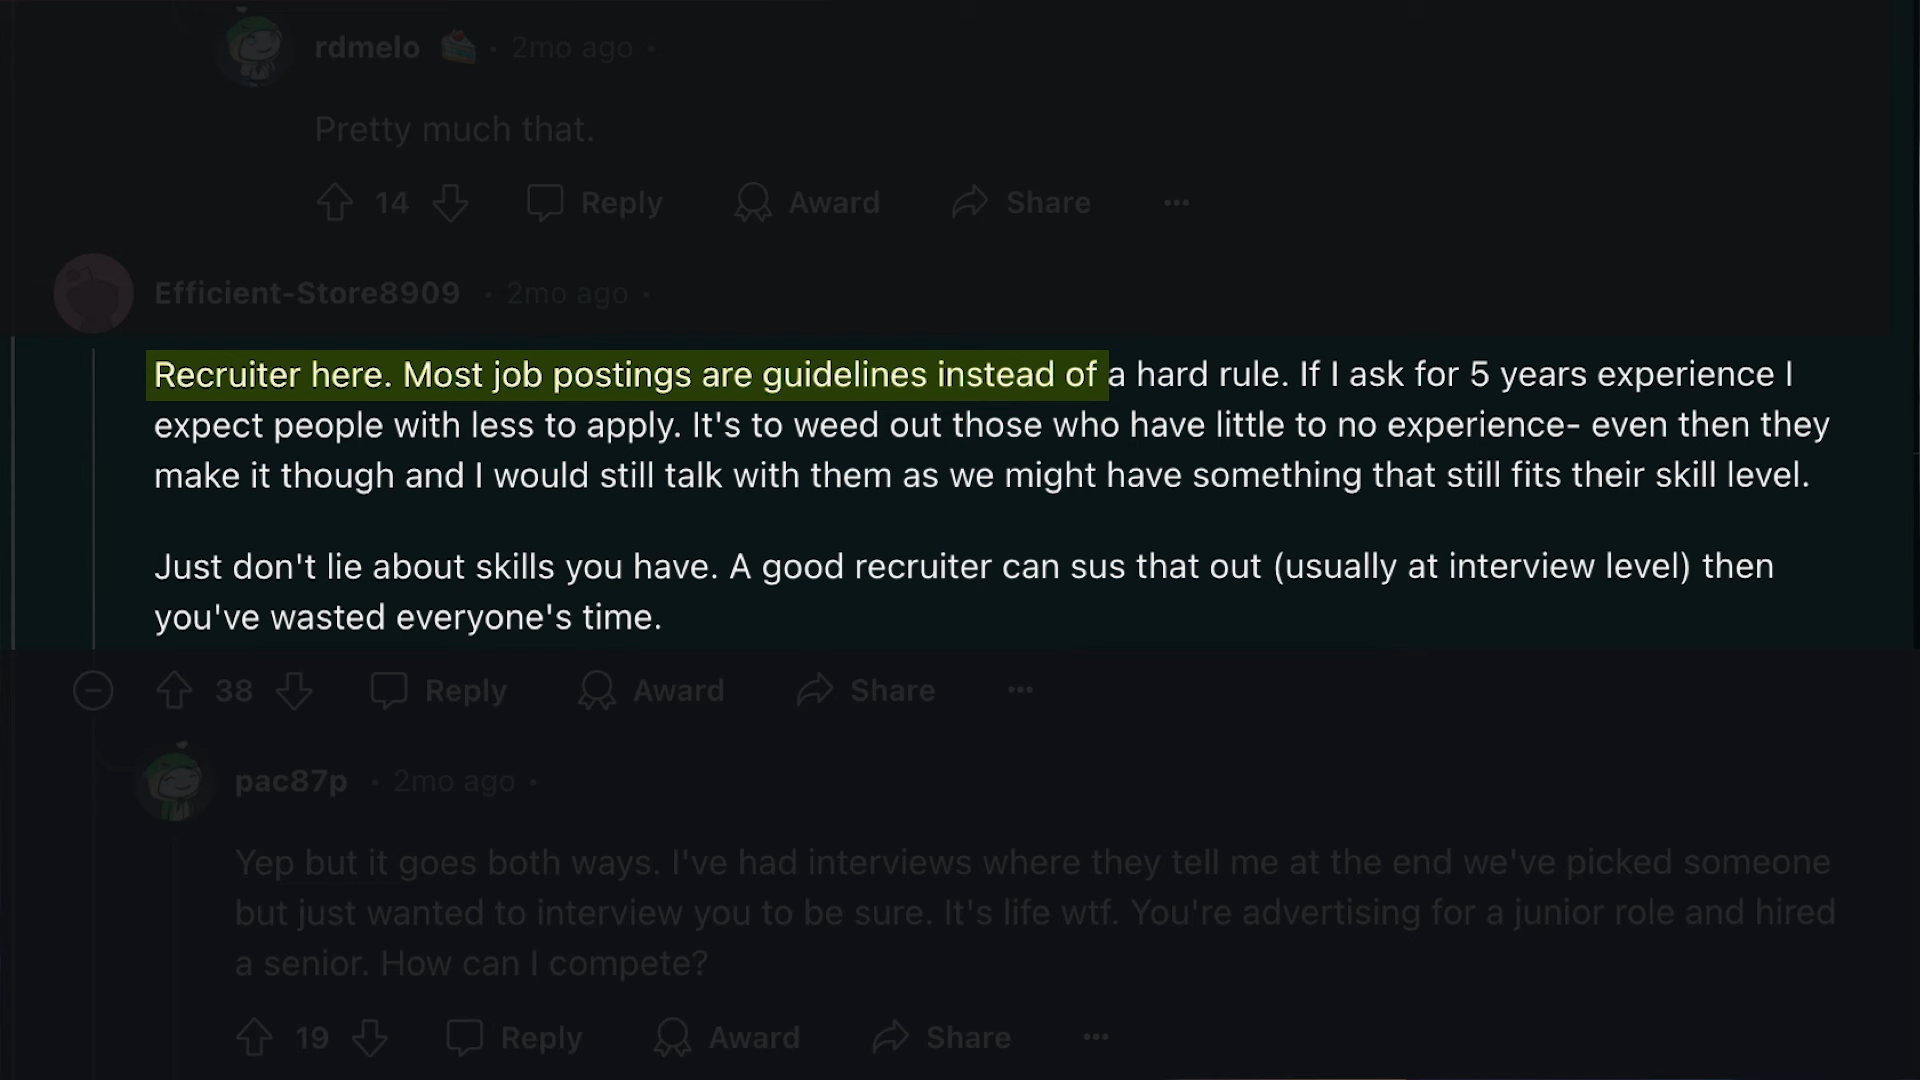 rdmelo · 2mo ago ·
Pretty much that.
14 Reply Award Share ...
Efficient-Store8909 · 2mo ago ·
Recruiter here. Most job postings are guidelines instead of a hard rule. If I ask for 5 years experience I
expect people with less to apply. It's to weed out those who have little to no experience- even then they
make it though and I would still talk with them as we might have something that still fits their skill level.
Just don't lie about skills you have. A good recruiter can sus that out (usually at interview level) then
you've wasted everyone's time.
38 Reply Award Share ...
pac87p · 2mo ago ·
Yep but it goes both ways. I've had interviews where they tell me at the end we've picked someone
but just wanted to interview you to be sure. It's life wtf. You're advertising for a junior role and hired
a senior. How can I compete?
19 Reply Award Share ...